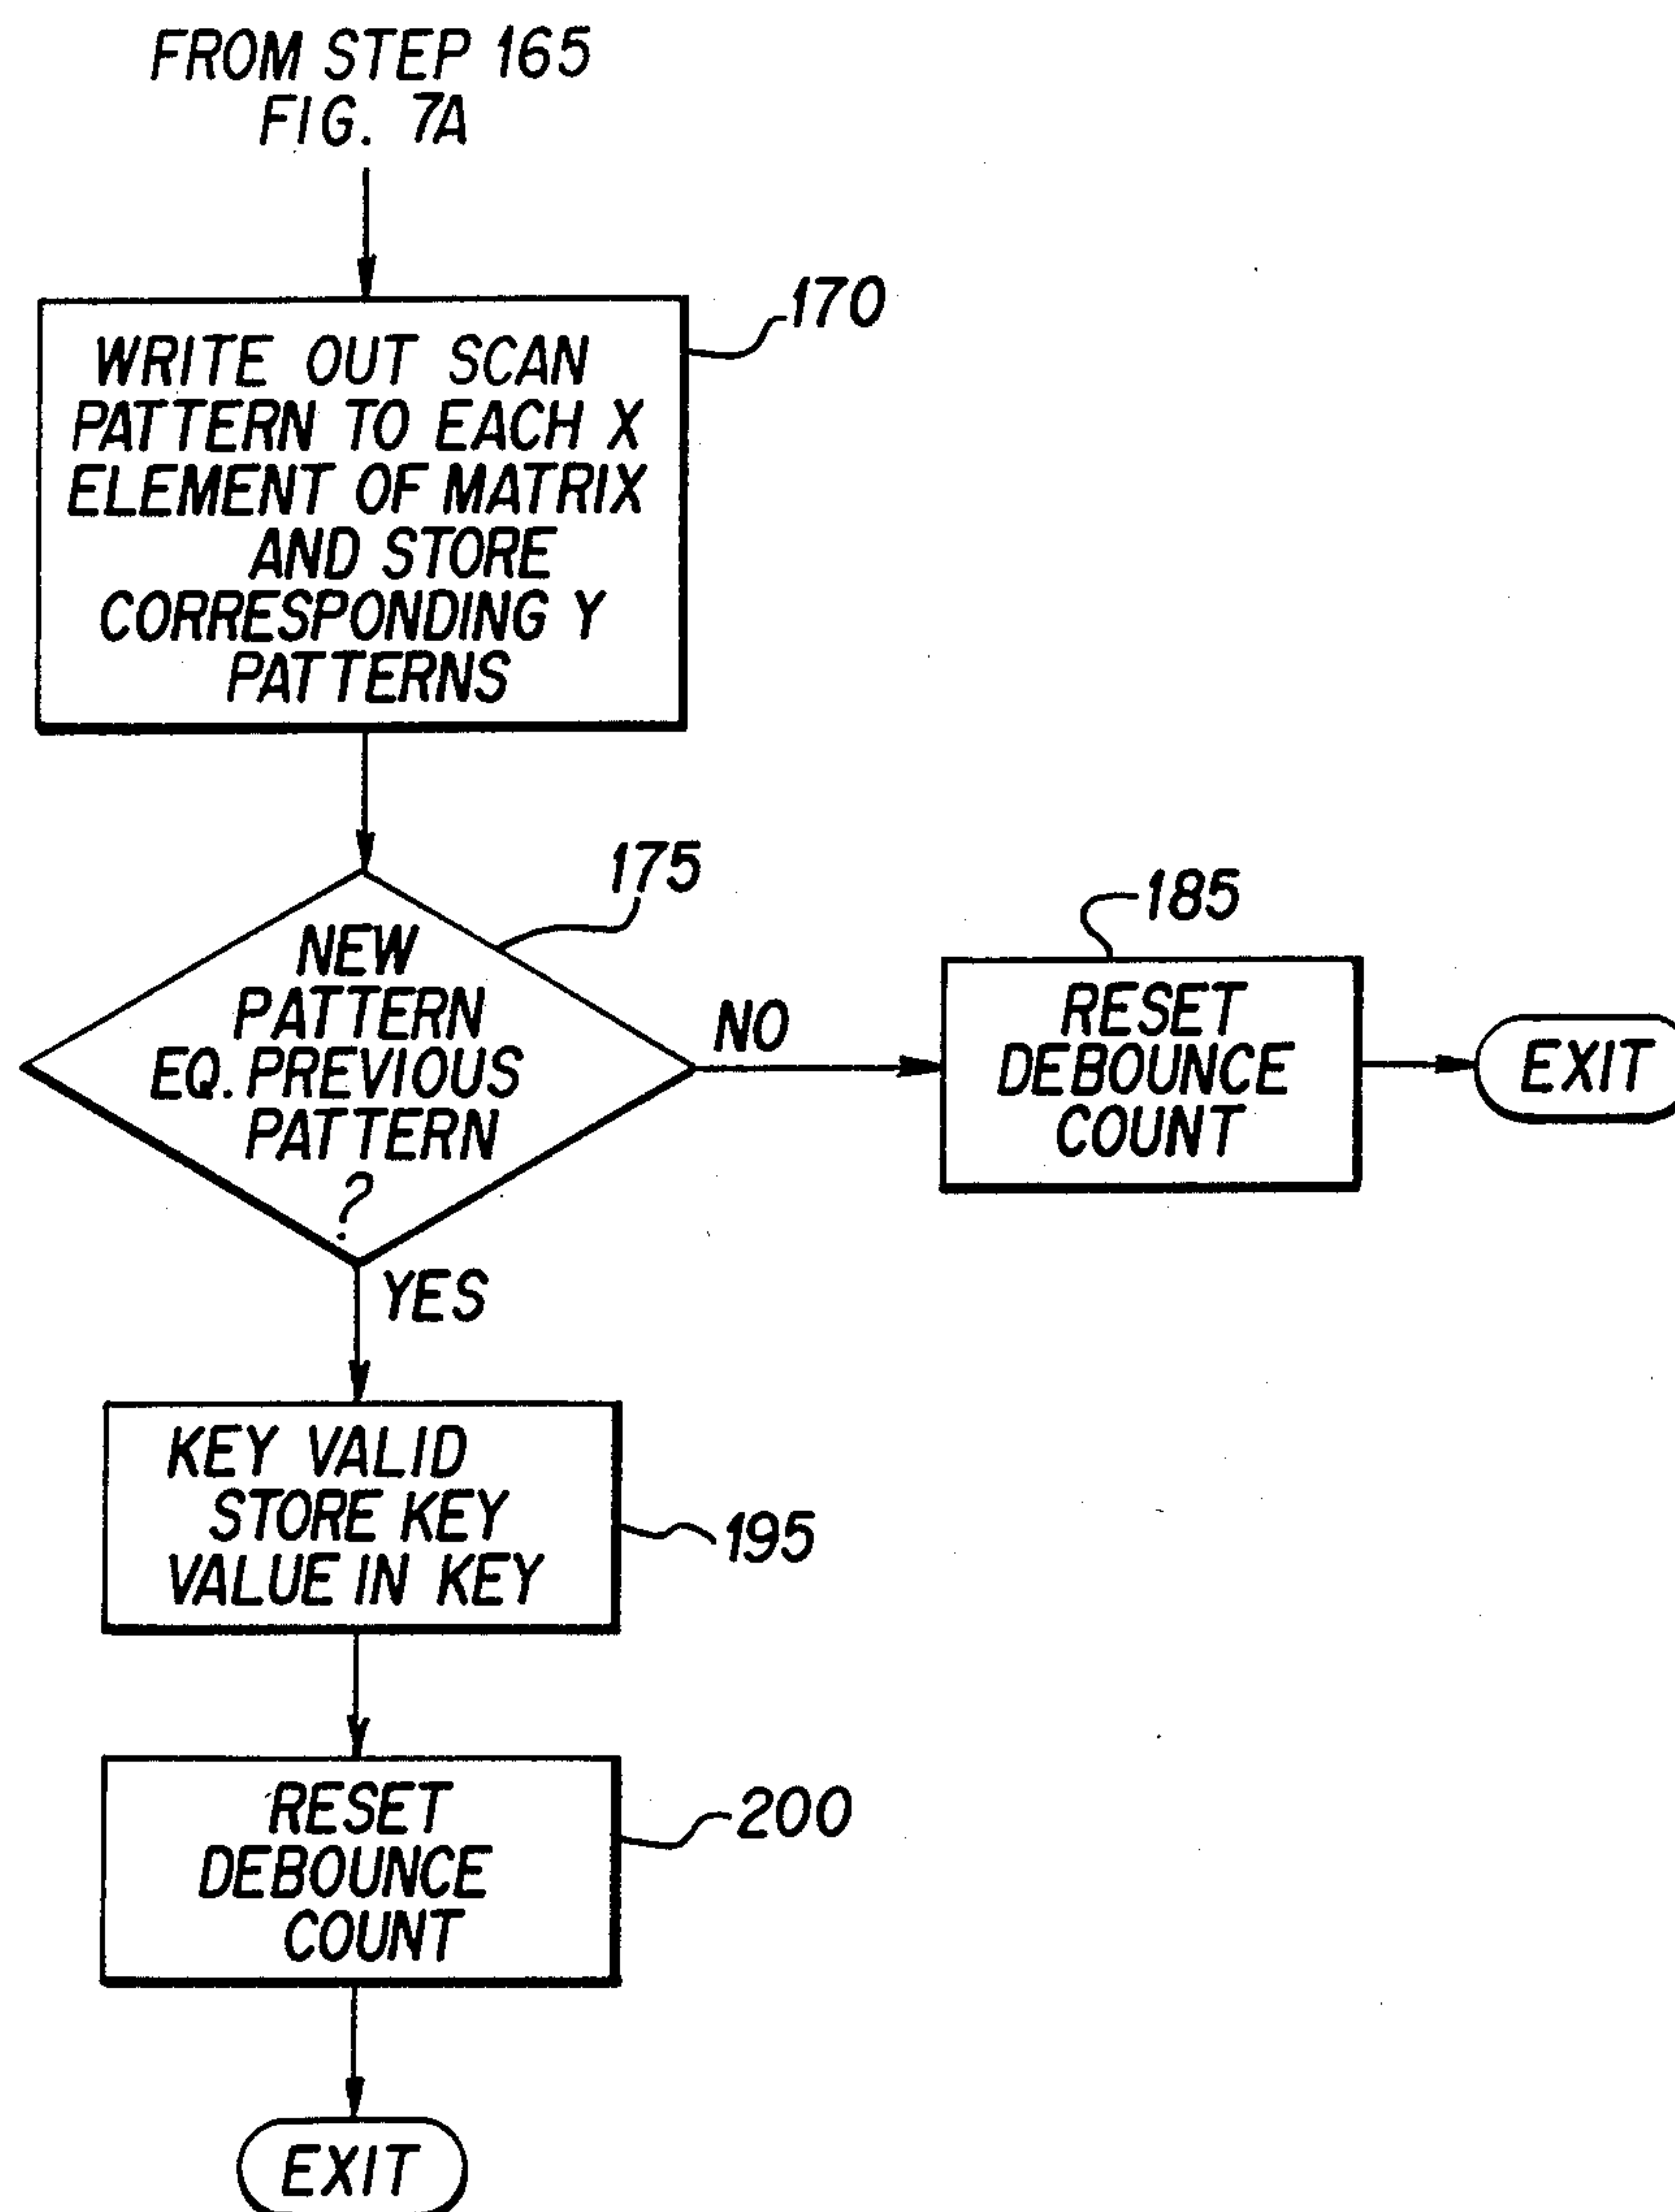 FROM STEP 165
FIG. 7A
170
WRITE OUT SCAN
PATTERN TO EACH X
ELEMENT OF MATRIX
AND STORE
CORRESPONDING Y
PATTERNS
175
NEW
PATTERN
EQ. PREVIOUS
PATTERN
?
NO
185
RESET
DEBOUNCE
COUNT
EXIT
YES
KEY VALID
STORE KEY
VALUE IN KEY
195
RESET
DEBOUNCE
COUNT
200
EXIT